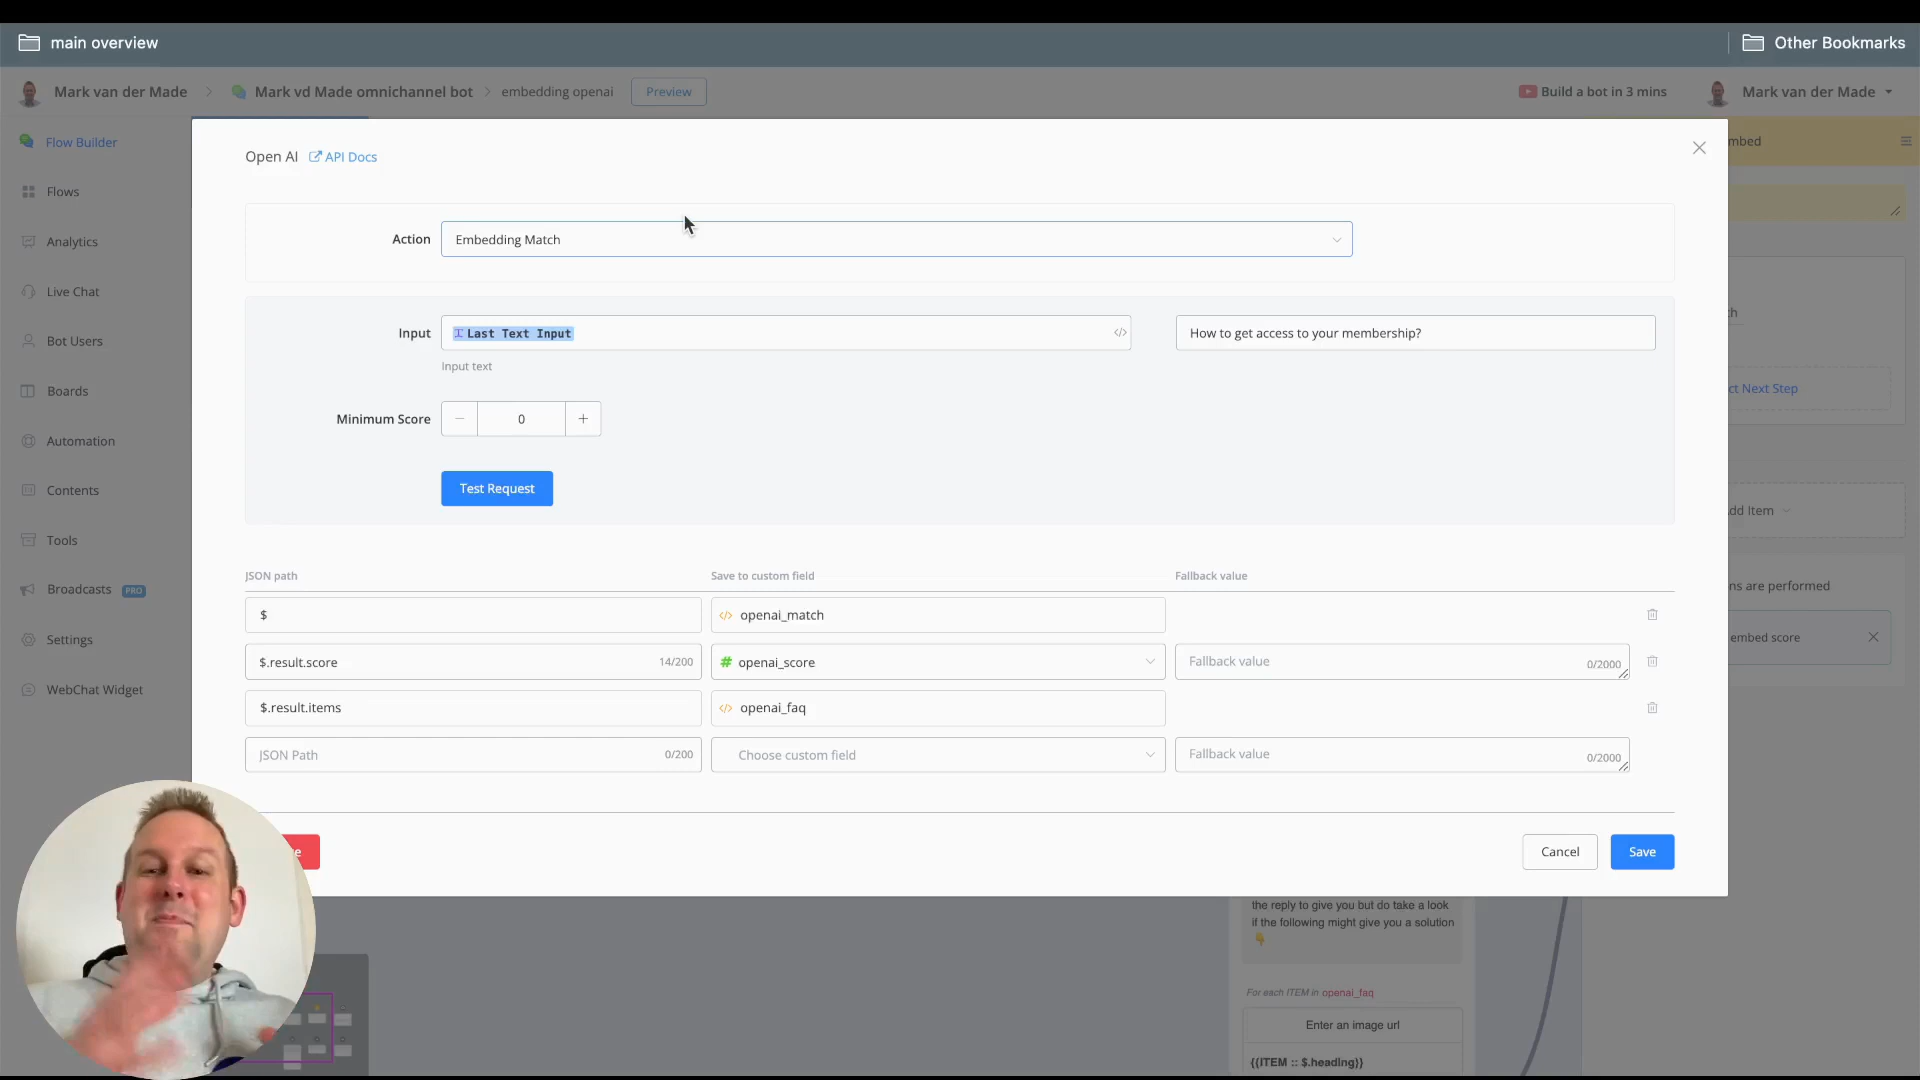 main overview
Other Bookmarks
Mark van der Made
Mark vd Made omnichannel bot
embedding openai
Preview
Build a bot in 3 mins
Mark van der Made
Flow Builder
Flows
Analytics
Live Chat
Bot Users
Boards
Automation
Contents
Tools
Broadcasts PRO
Settings
WebChat Widget
Open AI API Docs
Action Embedding Match
Input Last Text Input </> How to get access to your membership?
Input text
Minimum Score − 0 +
Test Request
JSON path Save to custom field Fallback value
$ </> openai_match
$.result.score 14/200 # openai_score Fallback value 0/2000
$.result.items </> openai_faq
JSON Path 0/200 Choose custom field Fallback value 0/2000
Cancel
Save
mbed
ct Next Step
dd Item
ns are performed
embed score
the reply to give you but do take a look
if the following might give you a solution
👇
For each ITEM in openai_faq
Enter an image url
{{ITEM :: $.heading}}